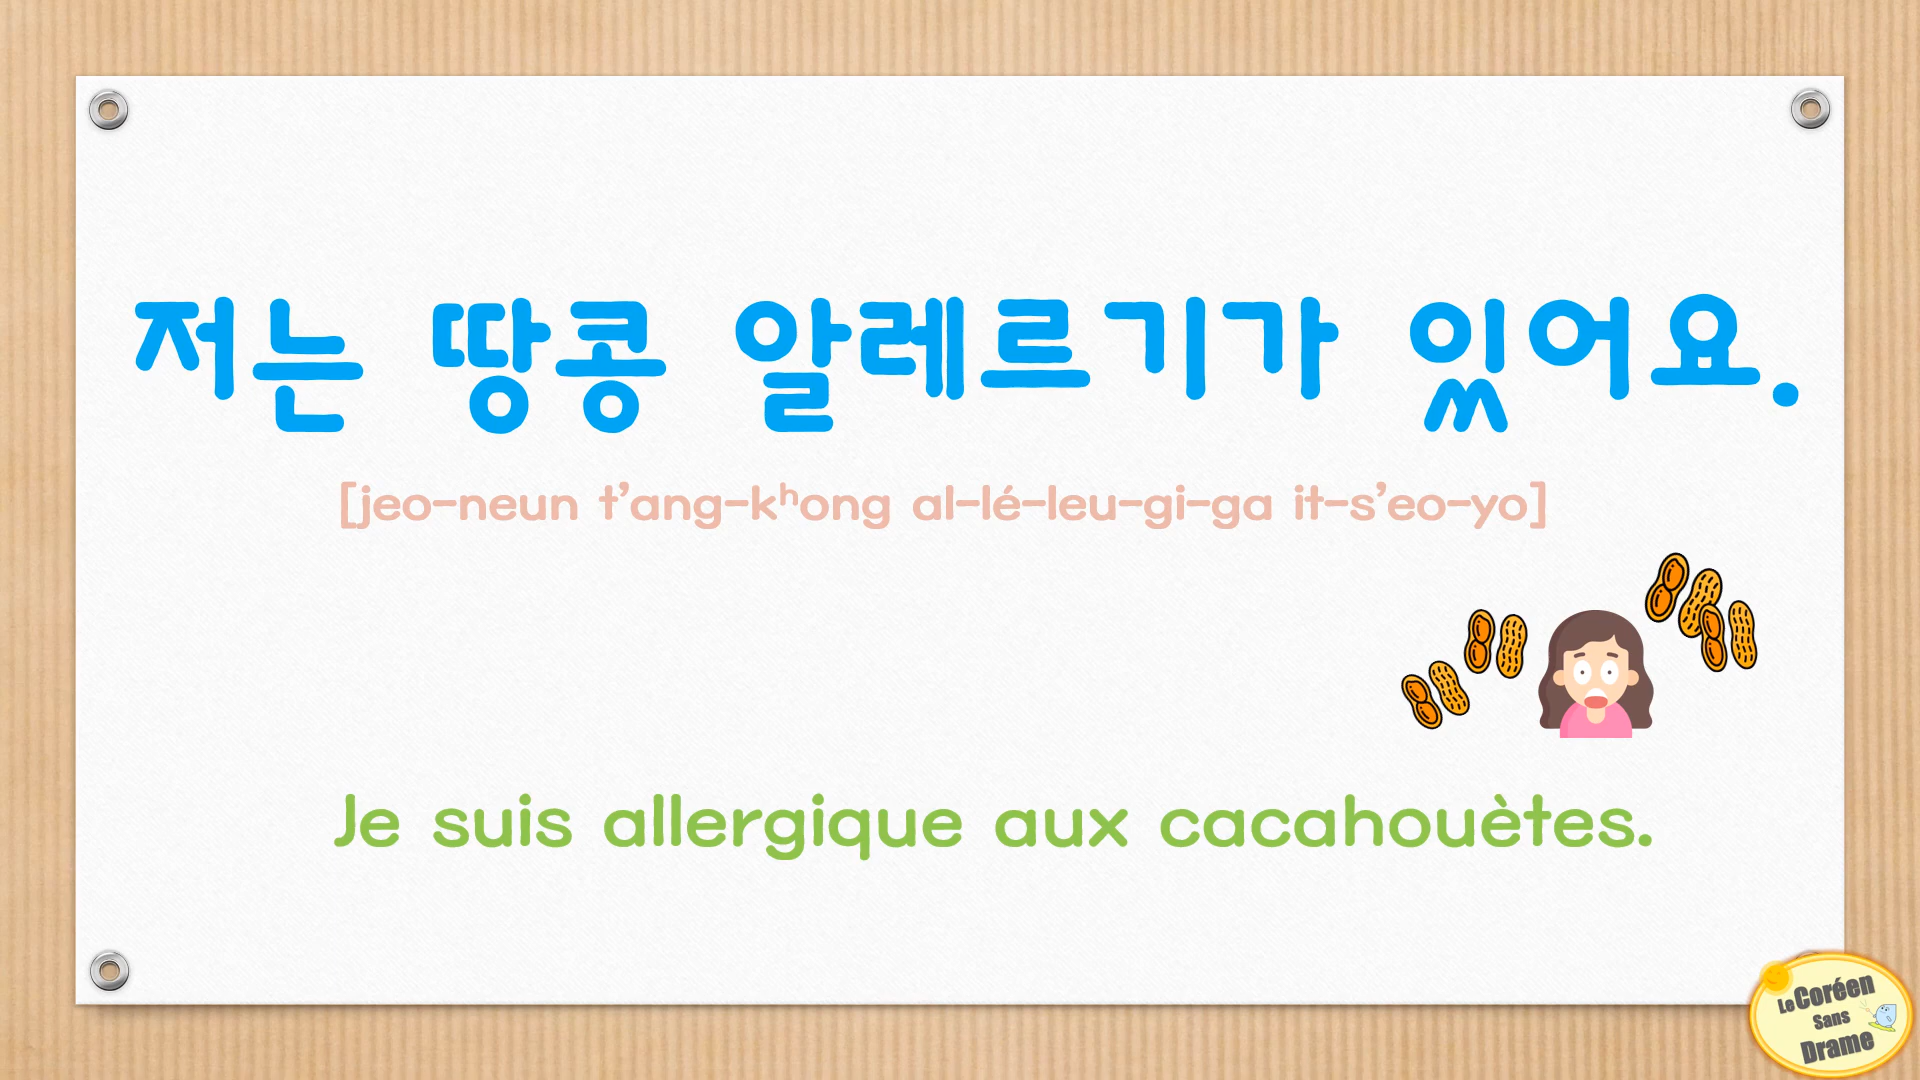 저는 땅콩 알레르기가 있어요.
[jeo-neun t’ang-kʰong al-lé-leu-gi-ga it-s’eo-yo]
Je suis allergique aux cacahouètes.
Le Coréen
Sans
Drame